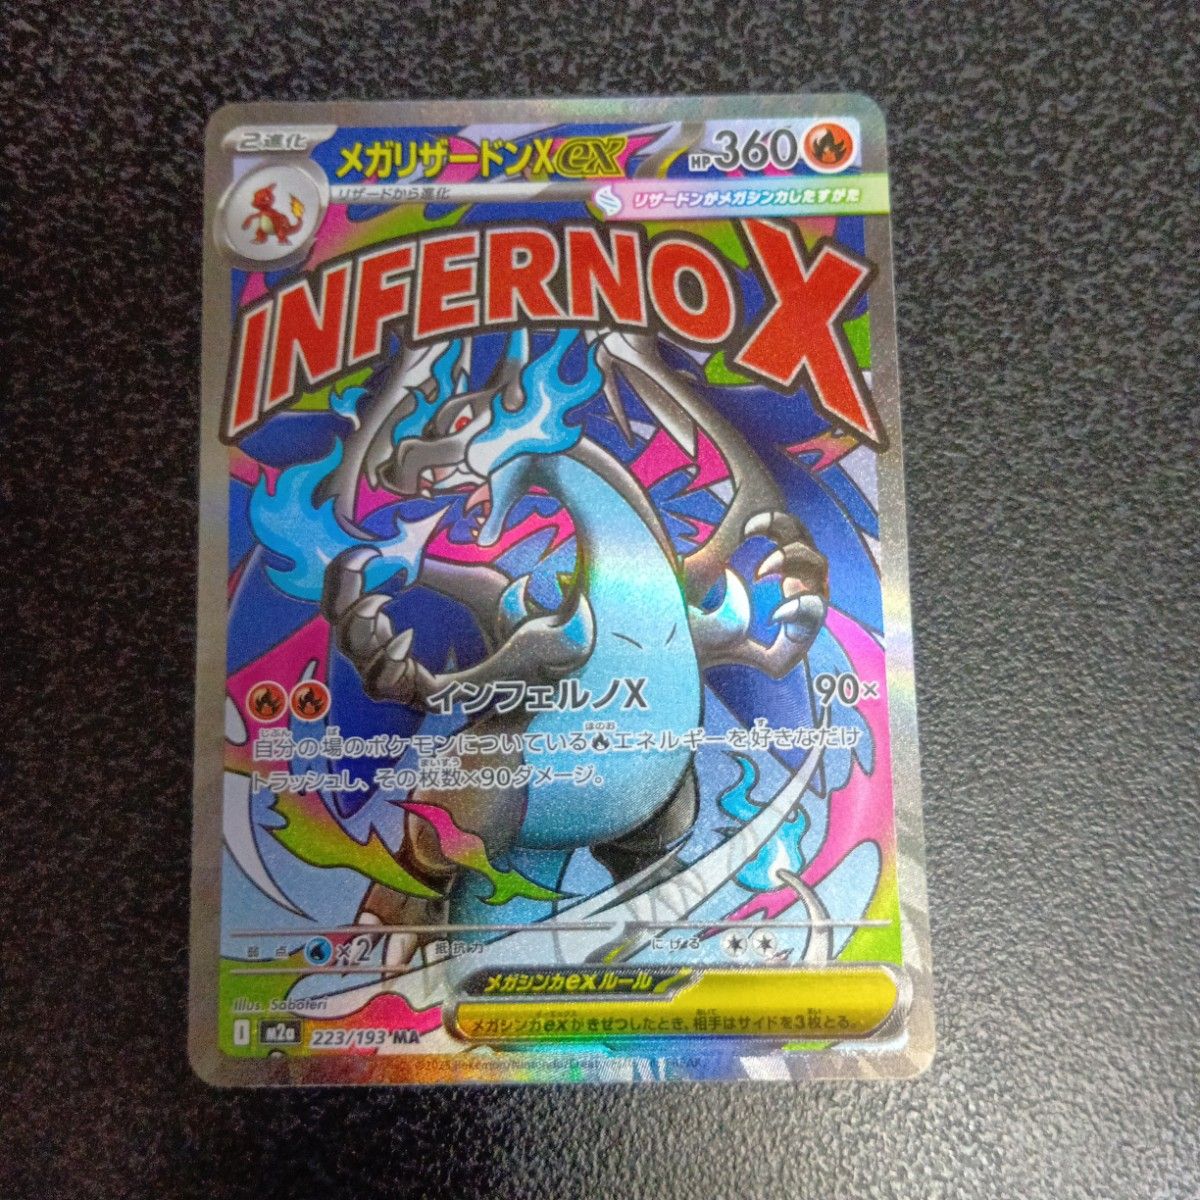 2進化
メガリザードンXex
HP360
リザードから進化
リザードンがメガシンカしたすがた
INFERNO X
インフェルノX 90×
自分の場のポケモンについているエネルギーを好きなだけ
トラッシュし、その枚数×90ダメージ。
弱点 ×2 抵抗力 にげる
メガシンカexルール
メガシンカexがきぜつしたとき、相手はサイドを3枚とる。
Illus. Saboteri
I M2a 223/193 MA